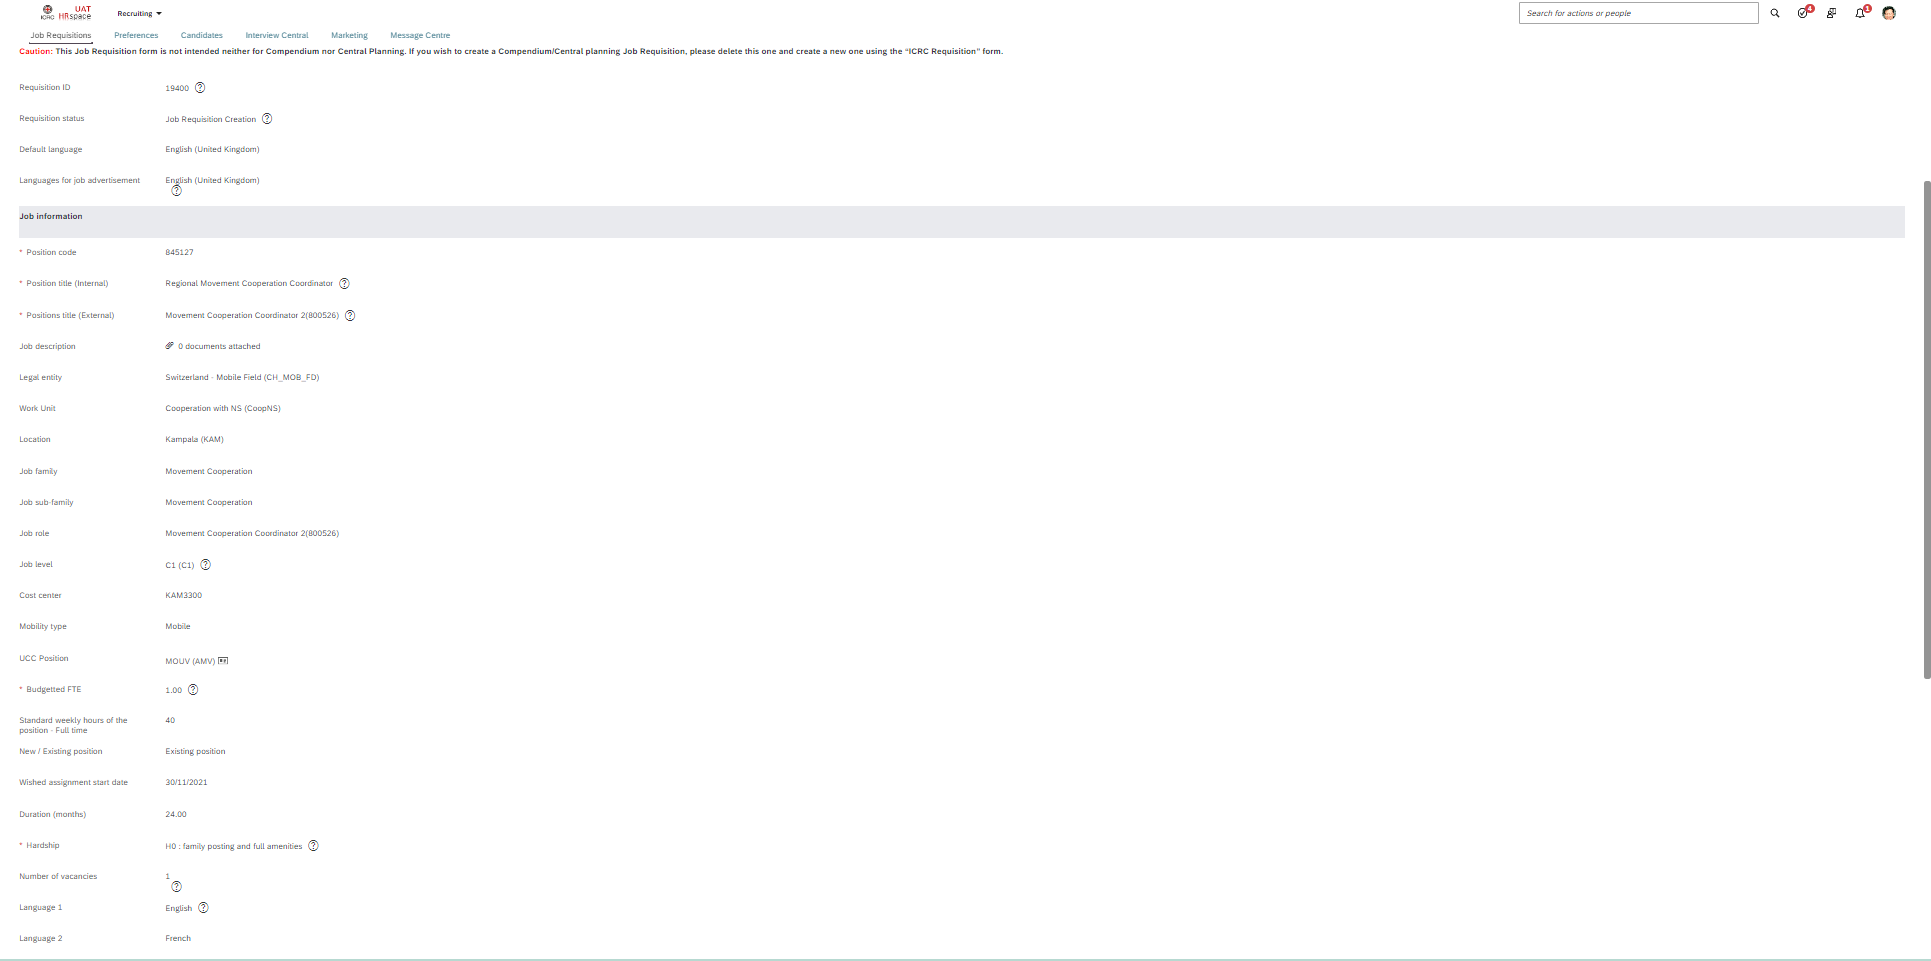 ICRC
UAT
HRspace
Recruiting
Search for actions or people
4
1
Job Requisitions Preferences Candidates Interview Central Marketing Message Centre
Caution: This Job Requisition form is not intended neither for Compendium nor Central Planning. If you wish to create a Compendium/Central planning Job Requisition, please delete this one and create a new one using the “ICRC Requisition” form.
Requisition ID 19400
Requisition status Job Requisition Creation
Default language English (United Kingdom)
Languages for job advertisement English (United Kingdom)
Job information
* Position code 845127
* Position title (Internal) Regional Movement Cooperation Coordinator
* Positions title (External) Movement Cooperation Coordinator 2(800526)
Job description 0 documents attached
Legal entity Switzerland - Mobile Field (CH_MOB_FD)
Work Unit Cooperation with NS (CoopNS)
Location Kampala (KAM)
Job family Movement Cooperation
Job sub-family Movement Cooperation
Job role Movement Cooperation Coordinator 2(800526)
Job level C1 (C1)
Cost center KAM3300
Mobility type Mobile
UCC Position MOUV (AMV)
* Budgetted FTE 1.00
Standard weekly hours of the 40
position - Full time
New / Existing position Existing position
Wished assignment start date 30/11/2021
Duration (months) 24.00
* Hardship H0 : family posting and full amenities
Number of vacancies 1
Language 1 English
Language 2 French